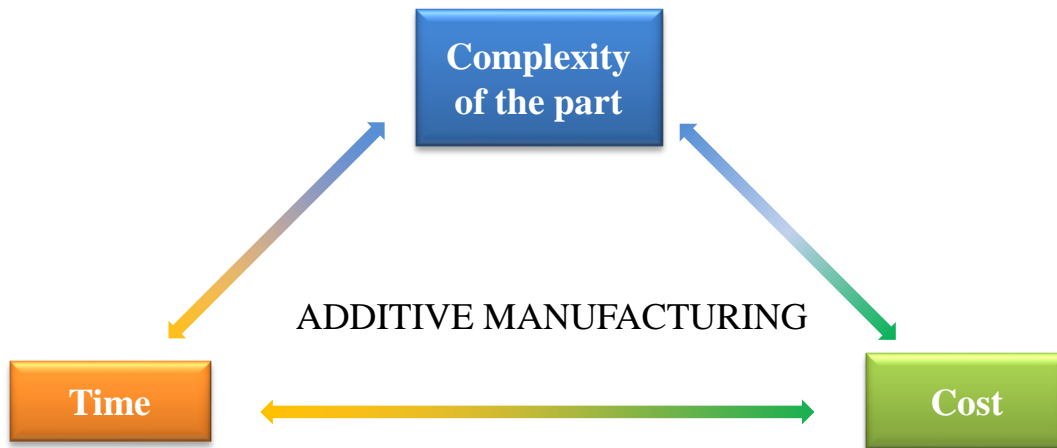 Complexity
of the part
ADDITIVE MANUFACTURING
Time
Cost